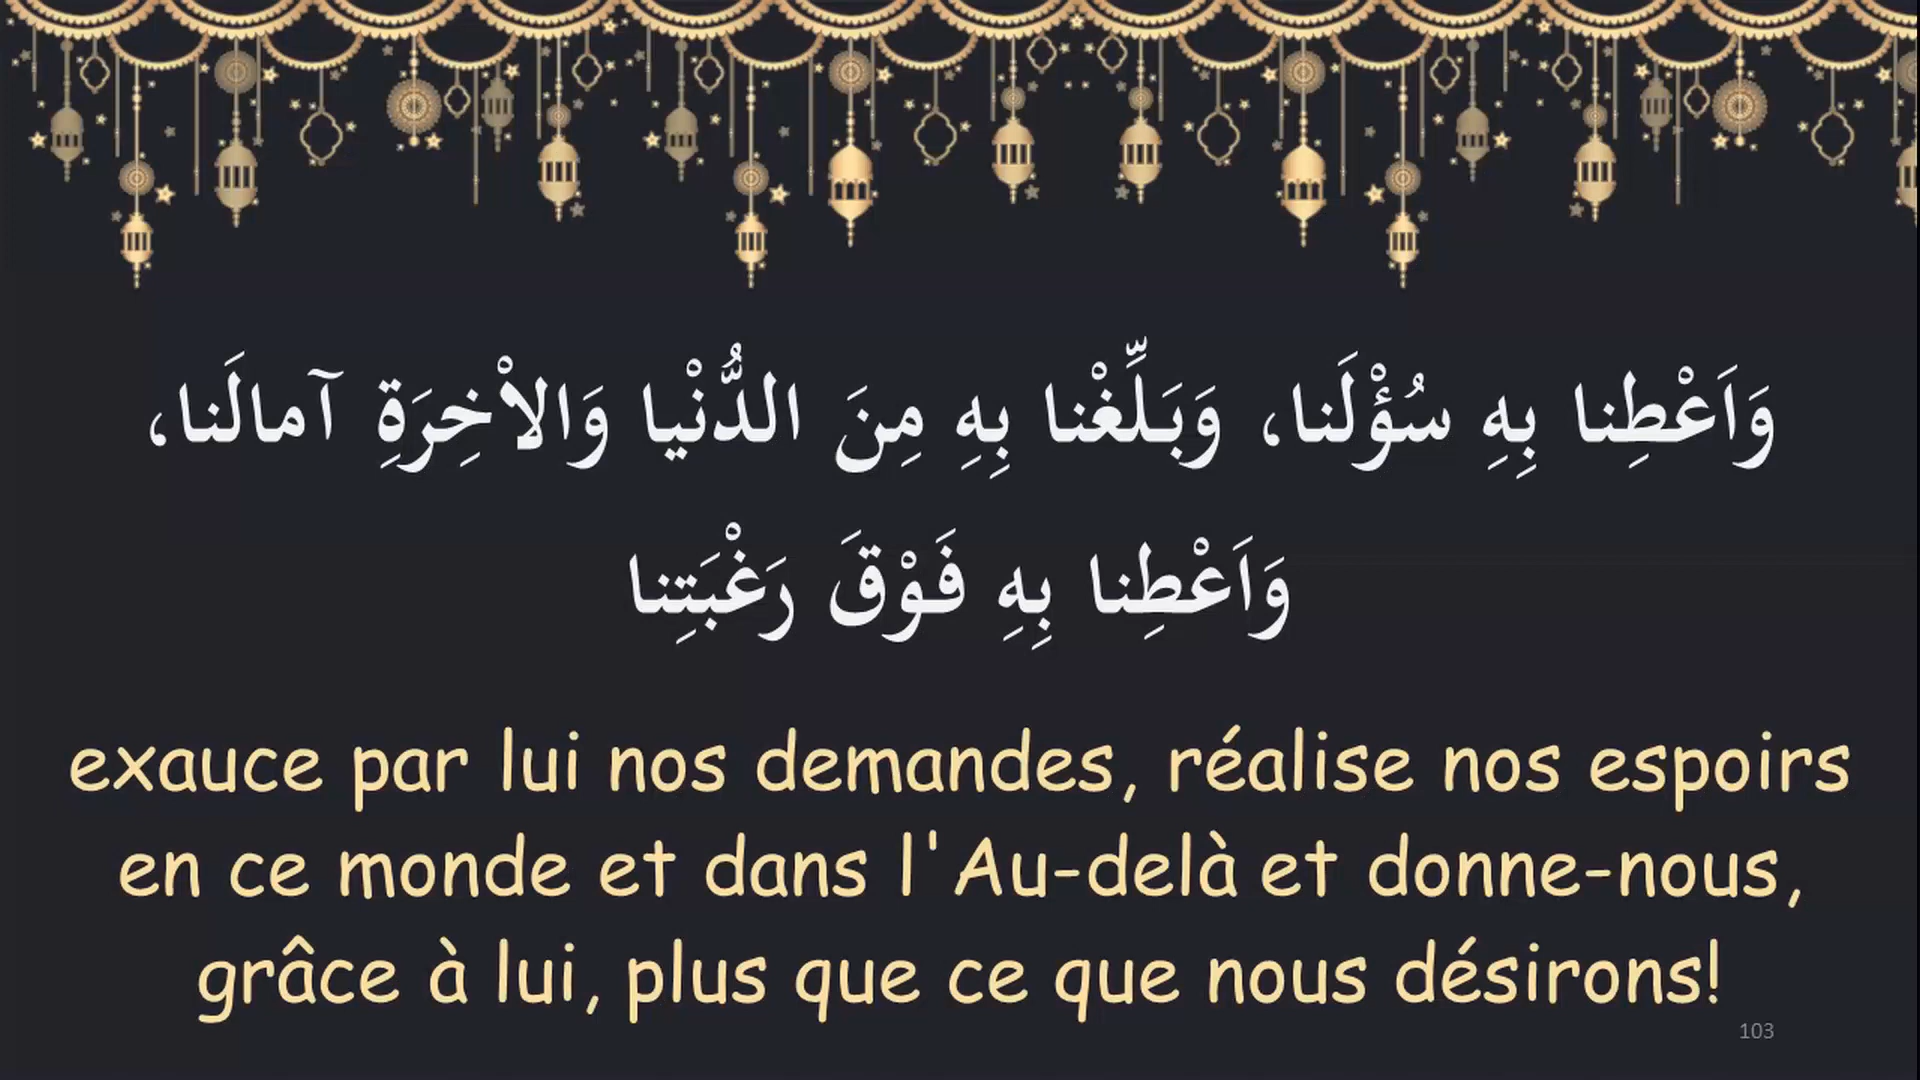 وَاَعْطِنا بِهِ سُؤْلَنا، وَبَلِّغْنا بِهِ مِنَ الدُّنْيا وَالاْخِرَةِ آمالَنا،
وَاَعْطِنا بِهِ فَوْقَ رَغْبَتِنا
exauce par lui nos demandes, réalise nos espoirs
en ce monde et dans l'Au-delà et donne-nous,
grâce à lui, plus que ce que nous désirons!
103